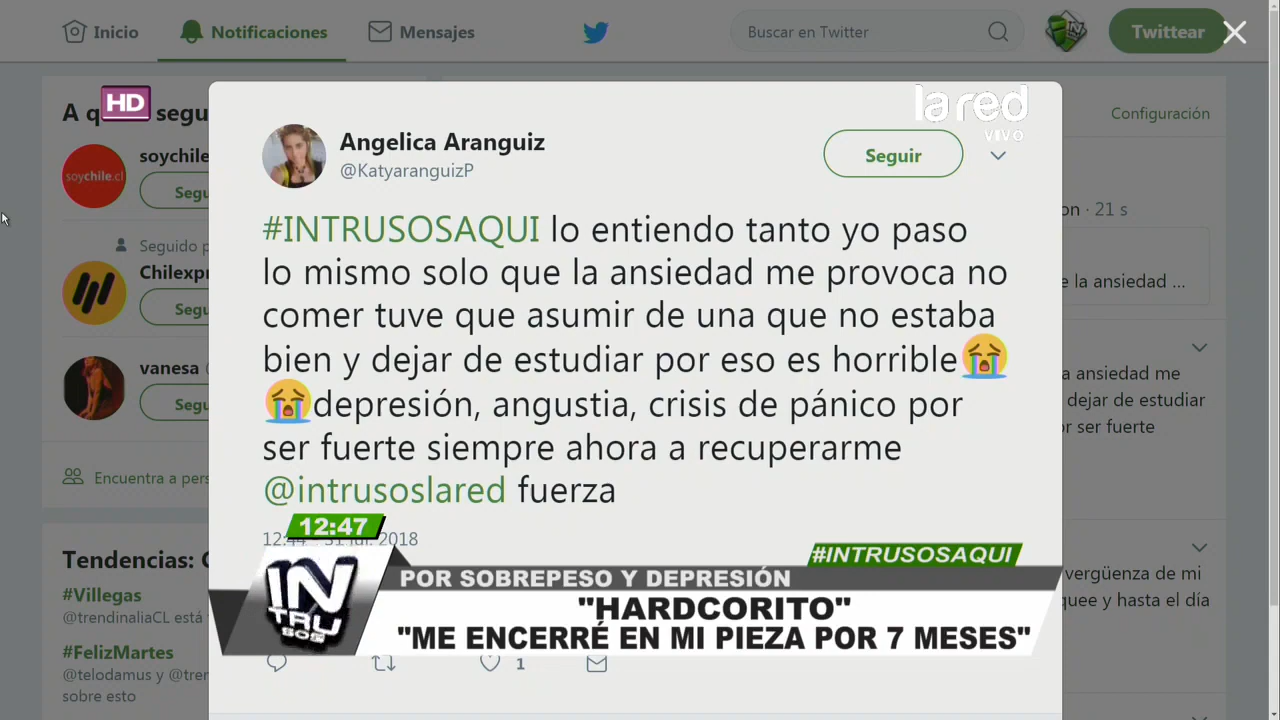 Inicio
Notificaciones
Mensajes
Buscar en Twitter
Twittear
A q
segu
HD
la red
VIVO
Configuración
soychile
soychile.cl
Segu
Seguido p
Chilexpr
Segu
vanesa
Segu
Encuentra a pers
Tendencias:
#Villegas
@trendinaliaCL está
#FelizMartes
@telodamus y @tren
sobre esto
Angelica Aranguiz
@KatyaranguizP
Seguir
#INTRUSOSAQUI lo entiendo tanto yo paso
lo mismo solo que la ansiedad me provoca no
comer tuve que asumir de una que no estaba
bien y dejar de estudiar por eso es horrible😭
😭depresión, angustia, crisis de pánico por
ser fuerte siempre ahora a recuperarme
@intrusoslared fuerza
12:44 - 31 jul. 2018
12:47
#INTRUSOSAQUI
INTRUSOS
POR SOBREPESO Y DEPRESIÓN
"HARDCORITO"
"ME ENCERRÉ EN MI PIEZA POR 7 MESES"
1
on · 21 s
e la ansiedad ...
a ansiedad me
dejar de estudiar
or ser fuerte
vergüenza de mi
quee y hasta el día